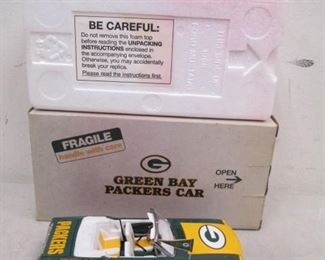 BE CAREFUL:
Do not remove this foam top
before reading the UNPACKING
INSTRUCTIONS enclosed in
the accompanying envelope.
Otherwise, you may accidentally
break your replica.
Please read the instructions first.
FRAGILE
handle with care
G
GREEN BAY
PACKERS CAR
OPEN
HERE
PACKERS
G